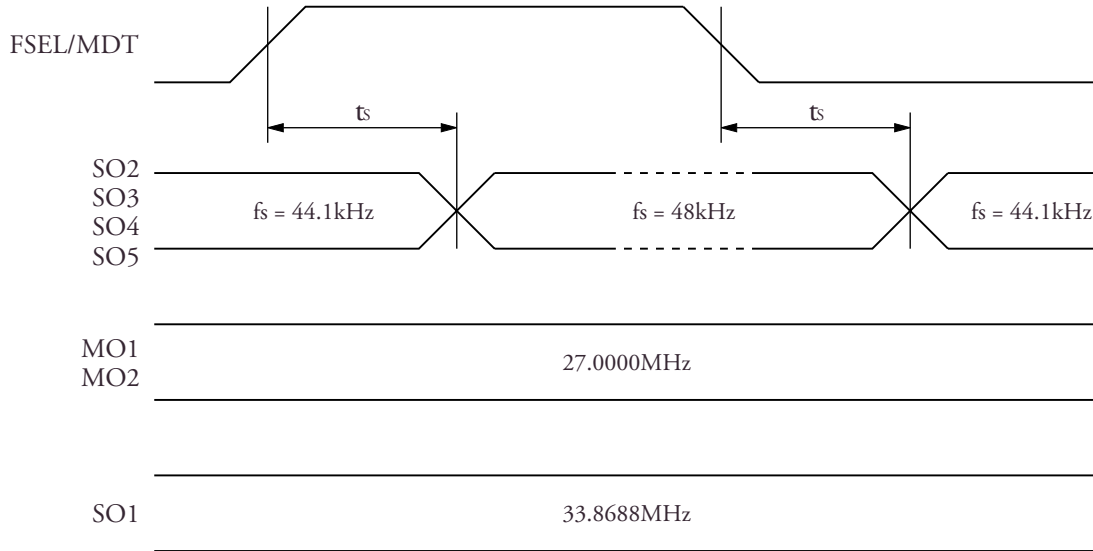 FSEL/MDT
ts
ts
SO2
SO3
SO4
SO5
fs = 44.1kHz
fs = 48kHz
fs = 44.1kHz
MO1
MO2
27.0000MHz
SO1
33.8688MHz